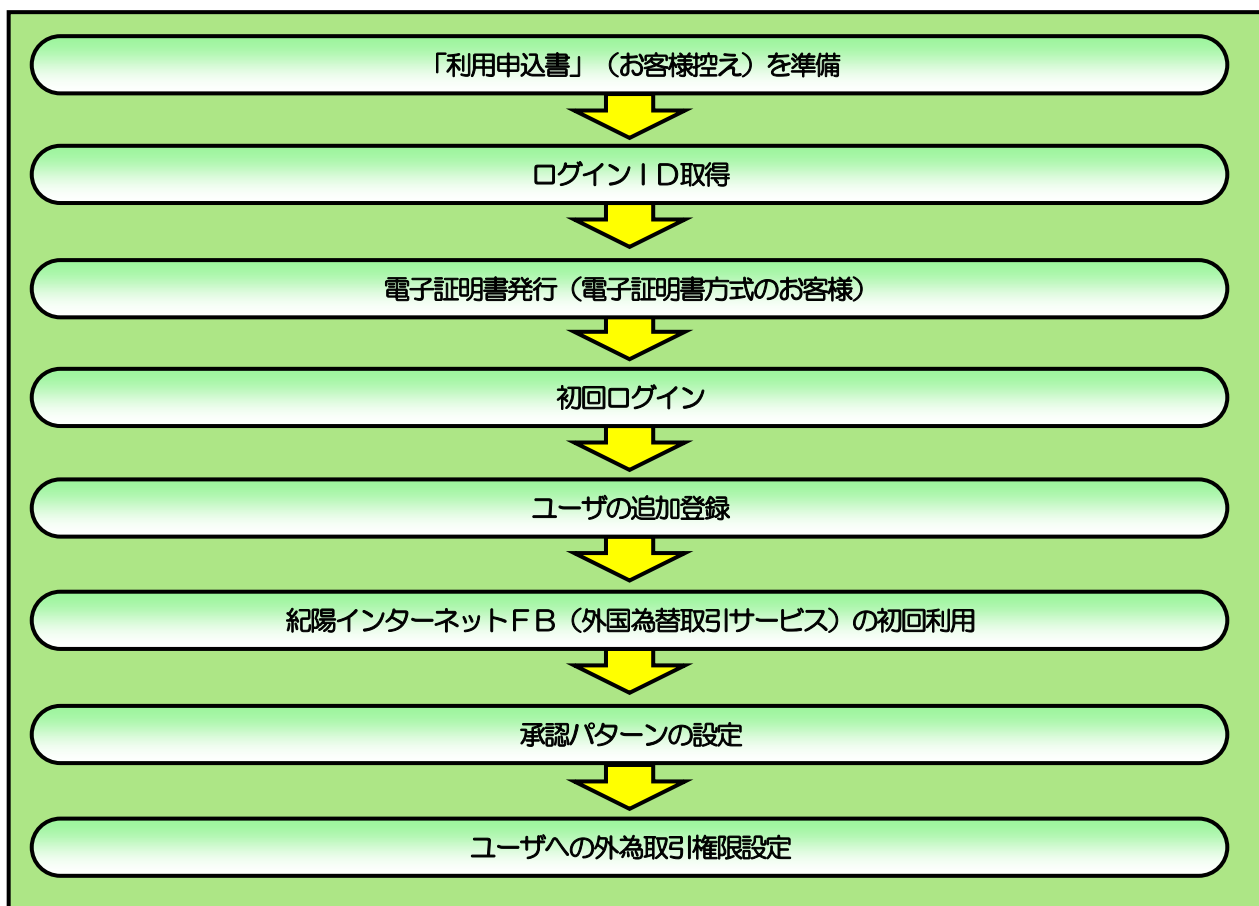 「利用申込書」（お客様控え）を準備
ログインＩＤ取得
電子証明書発行（電子証明書方式のお客様）
初回ログイン
ユーザの追加登録
紀陽インターネットＦＢ（外国為替取引サービス）の初回利用
承認パターンの設定
ユーザへの外為取引権限設定